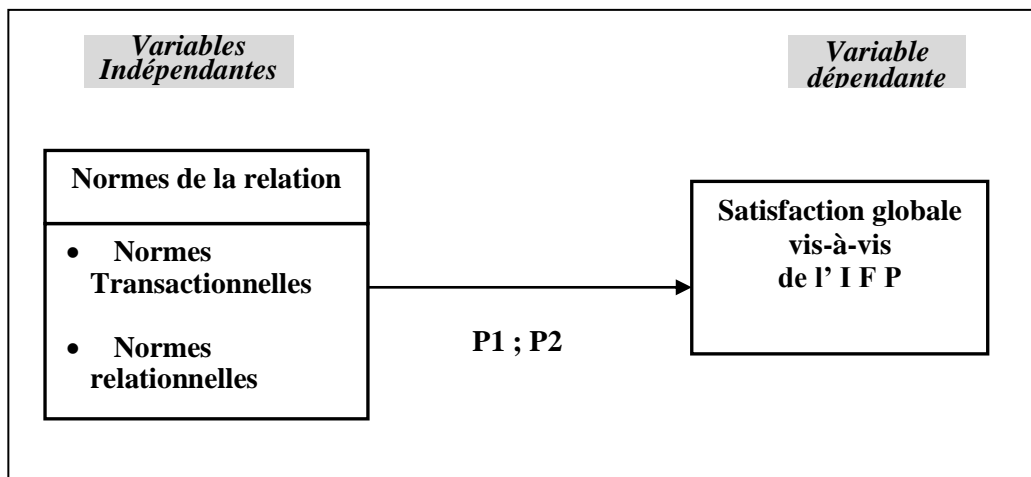 Variables
Indépendantes
Variable
dépendante
Normes de la relation
• Normes
Transactionnelles
• Normes
relationnelles
P1 ; P2
Satisfaction globale
vis-à-vis
de l’ I F P